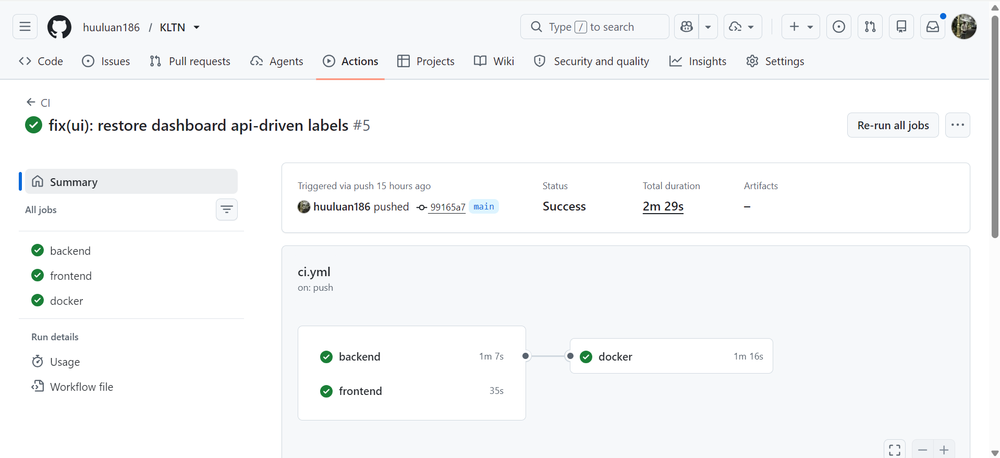 huuluan186 / KLTN
Type / to search
Code
Issues
Pull requests
Agents
Actions
Projects
Wiki
Security and quality
Insights
Settings
CI
fix(ui): restore dashboard api-driven labels #5
Re-run all jobs
Summary
All jobs
backend
frontend
docker
Run details
Usage
Workflow file
Triggered via push 15 hours ago
huuluan186 pushed 99165a7 main
Status
Success
Total duration
2m 29s
Artifacts
–
ci.yml
on: push
backend 1m 7s
frontend 35s
docker 1m 16s